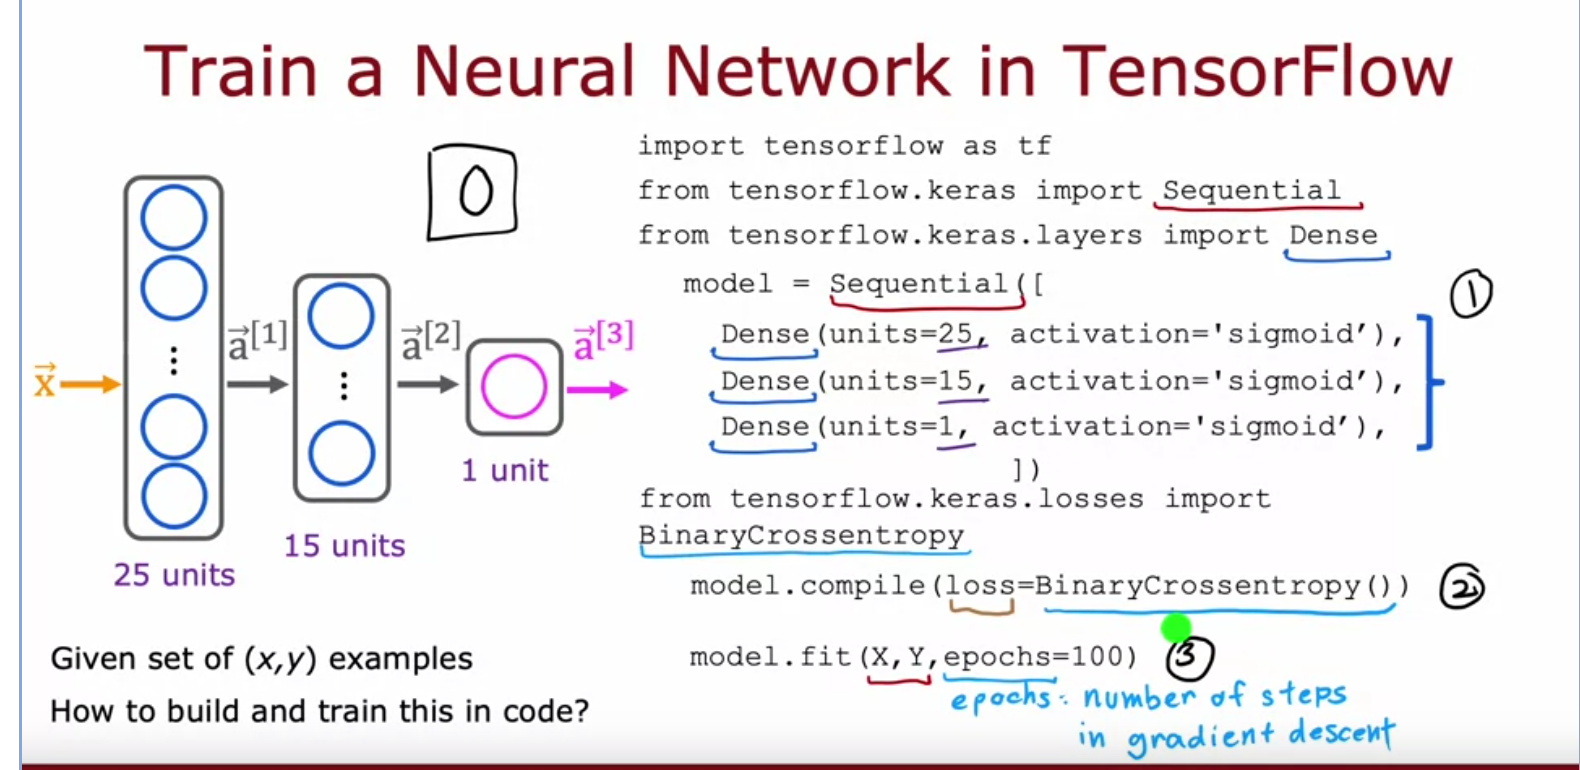 Train a Neural Network in TensorFlow
0
x⃗
a⃗[1]
a⃗[2]
a⃗[3]
25 units
15 units
1 unit
Given set of (x,y) examples
How to build and train this in code?
import tensorflow as tf
from tensorflow.keras import Sequential
from tensorflow.keras.layers import Dense
model = Sequential([
Dense(units=25, activation='sigmoid’),
Dense(units=15, activation='sigmoid’),
Dense(units=1, activation='sigmoid’),
])
1
from tensorflow.keras.losses import
BinaryCrossentropy
model.compile(loss=BinaryCrossentropy())
2
model.fit(X,Y,epochs=100)
3
epochs: number of steps
in gradient descent